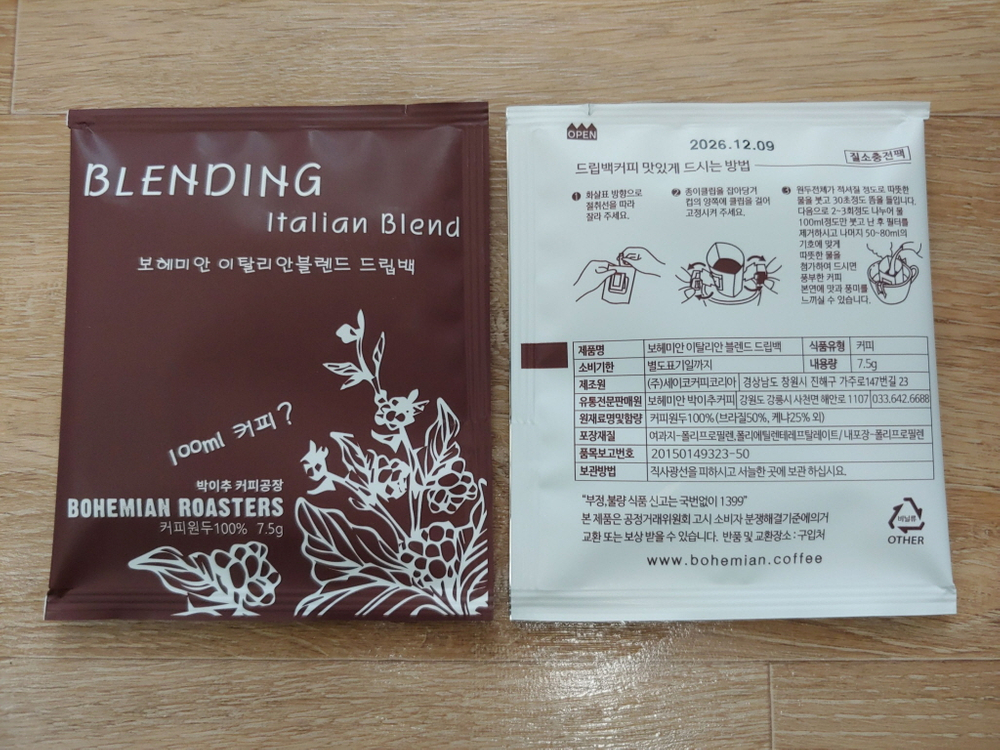 BLENDING
Italian Blend
보헤미안 이탈리안블렌드 드립백
100ml 커피?
박이추 커피공장
BOHEMIAN ROASTERS
커피원두100% 7.5g
OPEN
2026.12.09
드립백커피 맛있게 드시는 방법
질소충전팩
❶ 화살표 방향으로
절취선을 따라
잘라 주세요.
❷ 종이클립을 잡아당겨
컵의 양쪽에 클립을 걸어
고정시켜 주세요.
❸ 원두전체가 적셔질 정도로 따뜻한
물을 붓고 30초정도 뜸을 들입니다.
다음으로 2~3회정도 나누어 물
100ml정도만 붓고 난 후 필터를
제거하시고 나머지 50~80ml의
기호에 맞게
따뜻한 물을
첨가하여 드시면
풍부한 커피
본연에 맛과 풍미를
느끼실 수 있습니다.
제품명 보헤미안 이탈리안 블렌드 드립백 식품유형 커피
소비기한 별도표기일까지 내용량 7.5g
제조원 (주)세이코커피코리아 경상남도 창원시 진해구 가주로147번길 23
유통전문판매원 보헤미안 박이추커피 강원도 강릉시 사천면 해안로 1107 033.642.6688
원재료명및함량 커피원두100% (브라질50%, 케냐25% 외)
포장재질 여과지-폴리프로필렌,폴리에틸렌테레프탈레이트 / 내포장-폴리프로필렌
품목보고번호 20150149323-50
보관방법 직사광선을 피하시고 서늘한 곳에 보관 하십시요.
"부정,불량 식품 신고는 국번없이 1399"
본 제품은 공정거래위원회 고시 소비자 분쟁해결기준에의거
교환 또는 보상 받을 수 있습니다. 반품 및 교환장소 : 구입처
비닐류
OTHER
www.bohemian.coffee